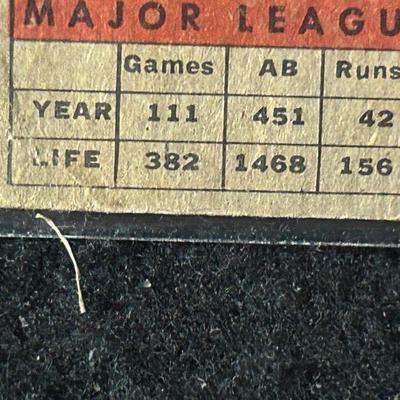 MAJOR LEAGU
Games AB Runs
YEAR 111 451 42
LIFE 382 1468 156